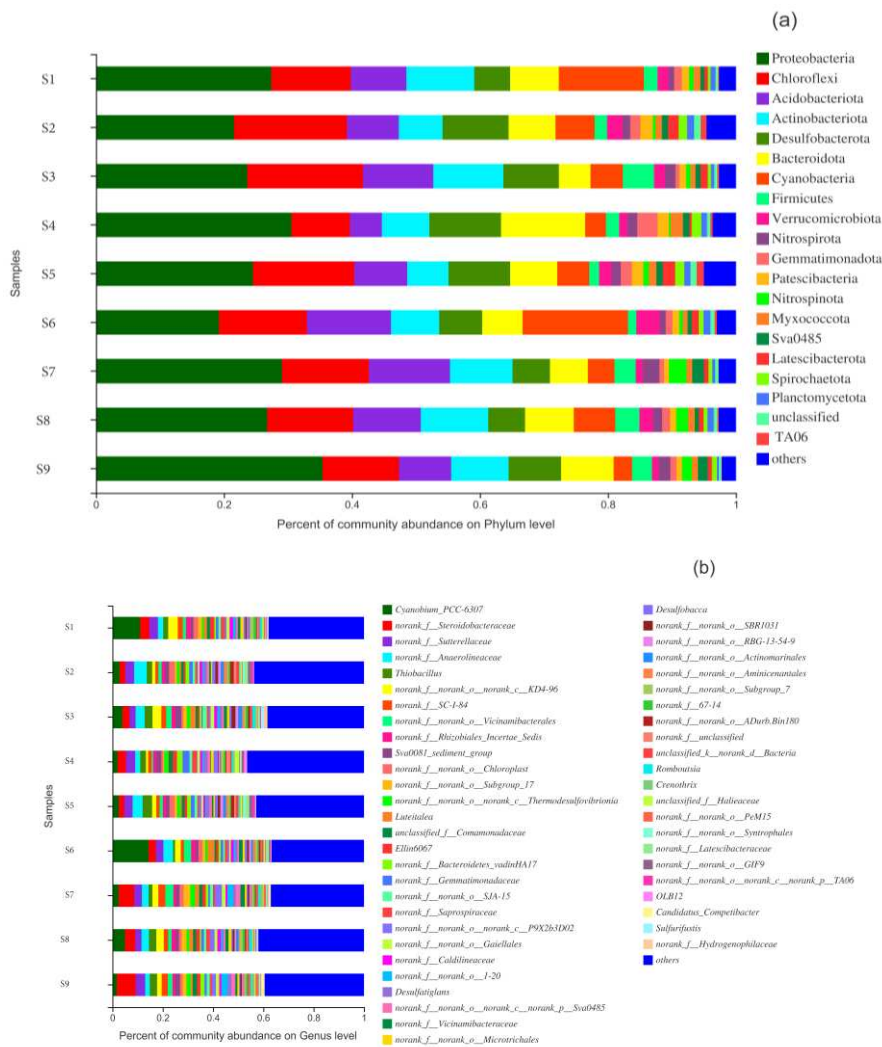 (a)
Samples
S1
S2
S3
S4
S5
S6
S7
S8
S9
0
0.2
0.4
0.6
0.8
1
Percent of community abundance on Phylum level
Proteobacteria
Chloroflexi
Acidobacteriota
Actinobacteriota
Desulfobacterota
Bacteroidota
Cyanobacteria
Firmicutes
Verrucomicrobiota
Nitrospirota
Gemmatimonadota
Patescibacteria
Nitrospinota
Myxococcota
Sva0485
Latescibacterota
Spirochaetota
Planctomycetota
unclassified
TA06
others
(b)
Samples
S1
S2
S3
S4
S5
S6
S7
S8
S9
0
0.2
0.4
0.6
0.8
1
Percent of community abundance on Genus level
Cyanobium_PCC-6307
norank_f__Steroidobacteraceae
norank_f__Sutterellaceae
norank_f__Anaerolineaceae
Thiobacillus
norank_f__norank_o__norank_c__KD4-96
norank_f__SC-I-84
norank_f__norank_o__Vicinamibacterales
norank_f__Rhizobiales_Incertae_Sedis
Sva0081_sediment_group
norank_f__norank_o__Chloroplast
norank_f__norank_o__Subgroup_17
norank_f__norank_o__norank_c__Thermodesulfovibrionia
Luteitalea
unclassified_f__Comamonadaceae
Ellin6067
norank_f__Bacteroidetes_vadinHA17
norank_f__Gemmatimonadaceae
norank_f__norank_o__SJA-15
norank_f__Saprospiraceae
norank_f__norank_o__norank_c__P9X2b3D02
norank_f__norank_o__Gaiellales
norank_f__Caldilineaceae
norank_f__norank_o__1-20
Desulfatiglans
norank_f__norank_o__norank_c__norank_p__Sva0485
norank_f__Vicinamibacteraceae
norank_f__norank_o__Microtrichales
Desulfobacca
norank_f__norank_o__SBR1031
norank_f__norank_o__RBG-13-54-9
norank_f__norank_o__Actinomarinales
norank_f__norank_o__Aminicenantales
norank_f__norank_o__Subgroup_7
norank_f__67-14
norank_f__norank_o__ADurb.Bin180
norank_f__unclassified
unclassified_k__norank_d__Bacteria
Romboutsia
Crenothrix
unclassified_f__Halieaceae
norank_f__norank_o__PeM15
norank_f__norank_o__Syntrophales
norank_f__Latescibacteraceae
norank_f__norank_o__GIF9
norank_f__norank_o__norank_c__norank_p__TA06
OLB12
Candidatus_Competibacter
Sulfurifustis
norank_f__Hydrogenophilaceae
others